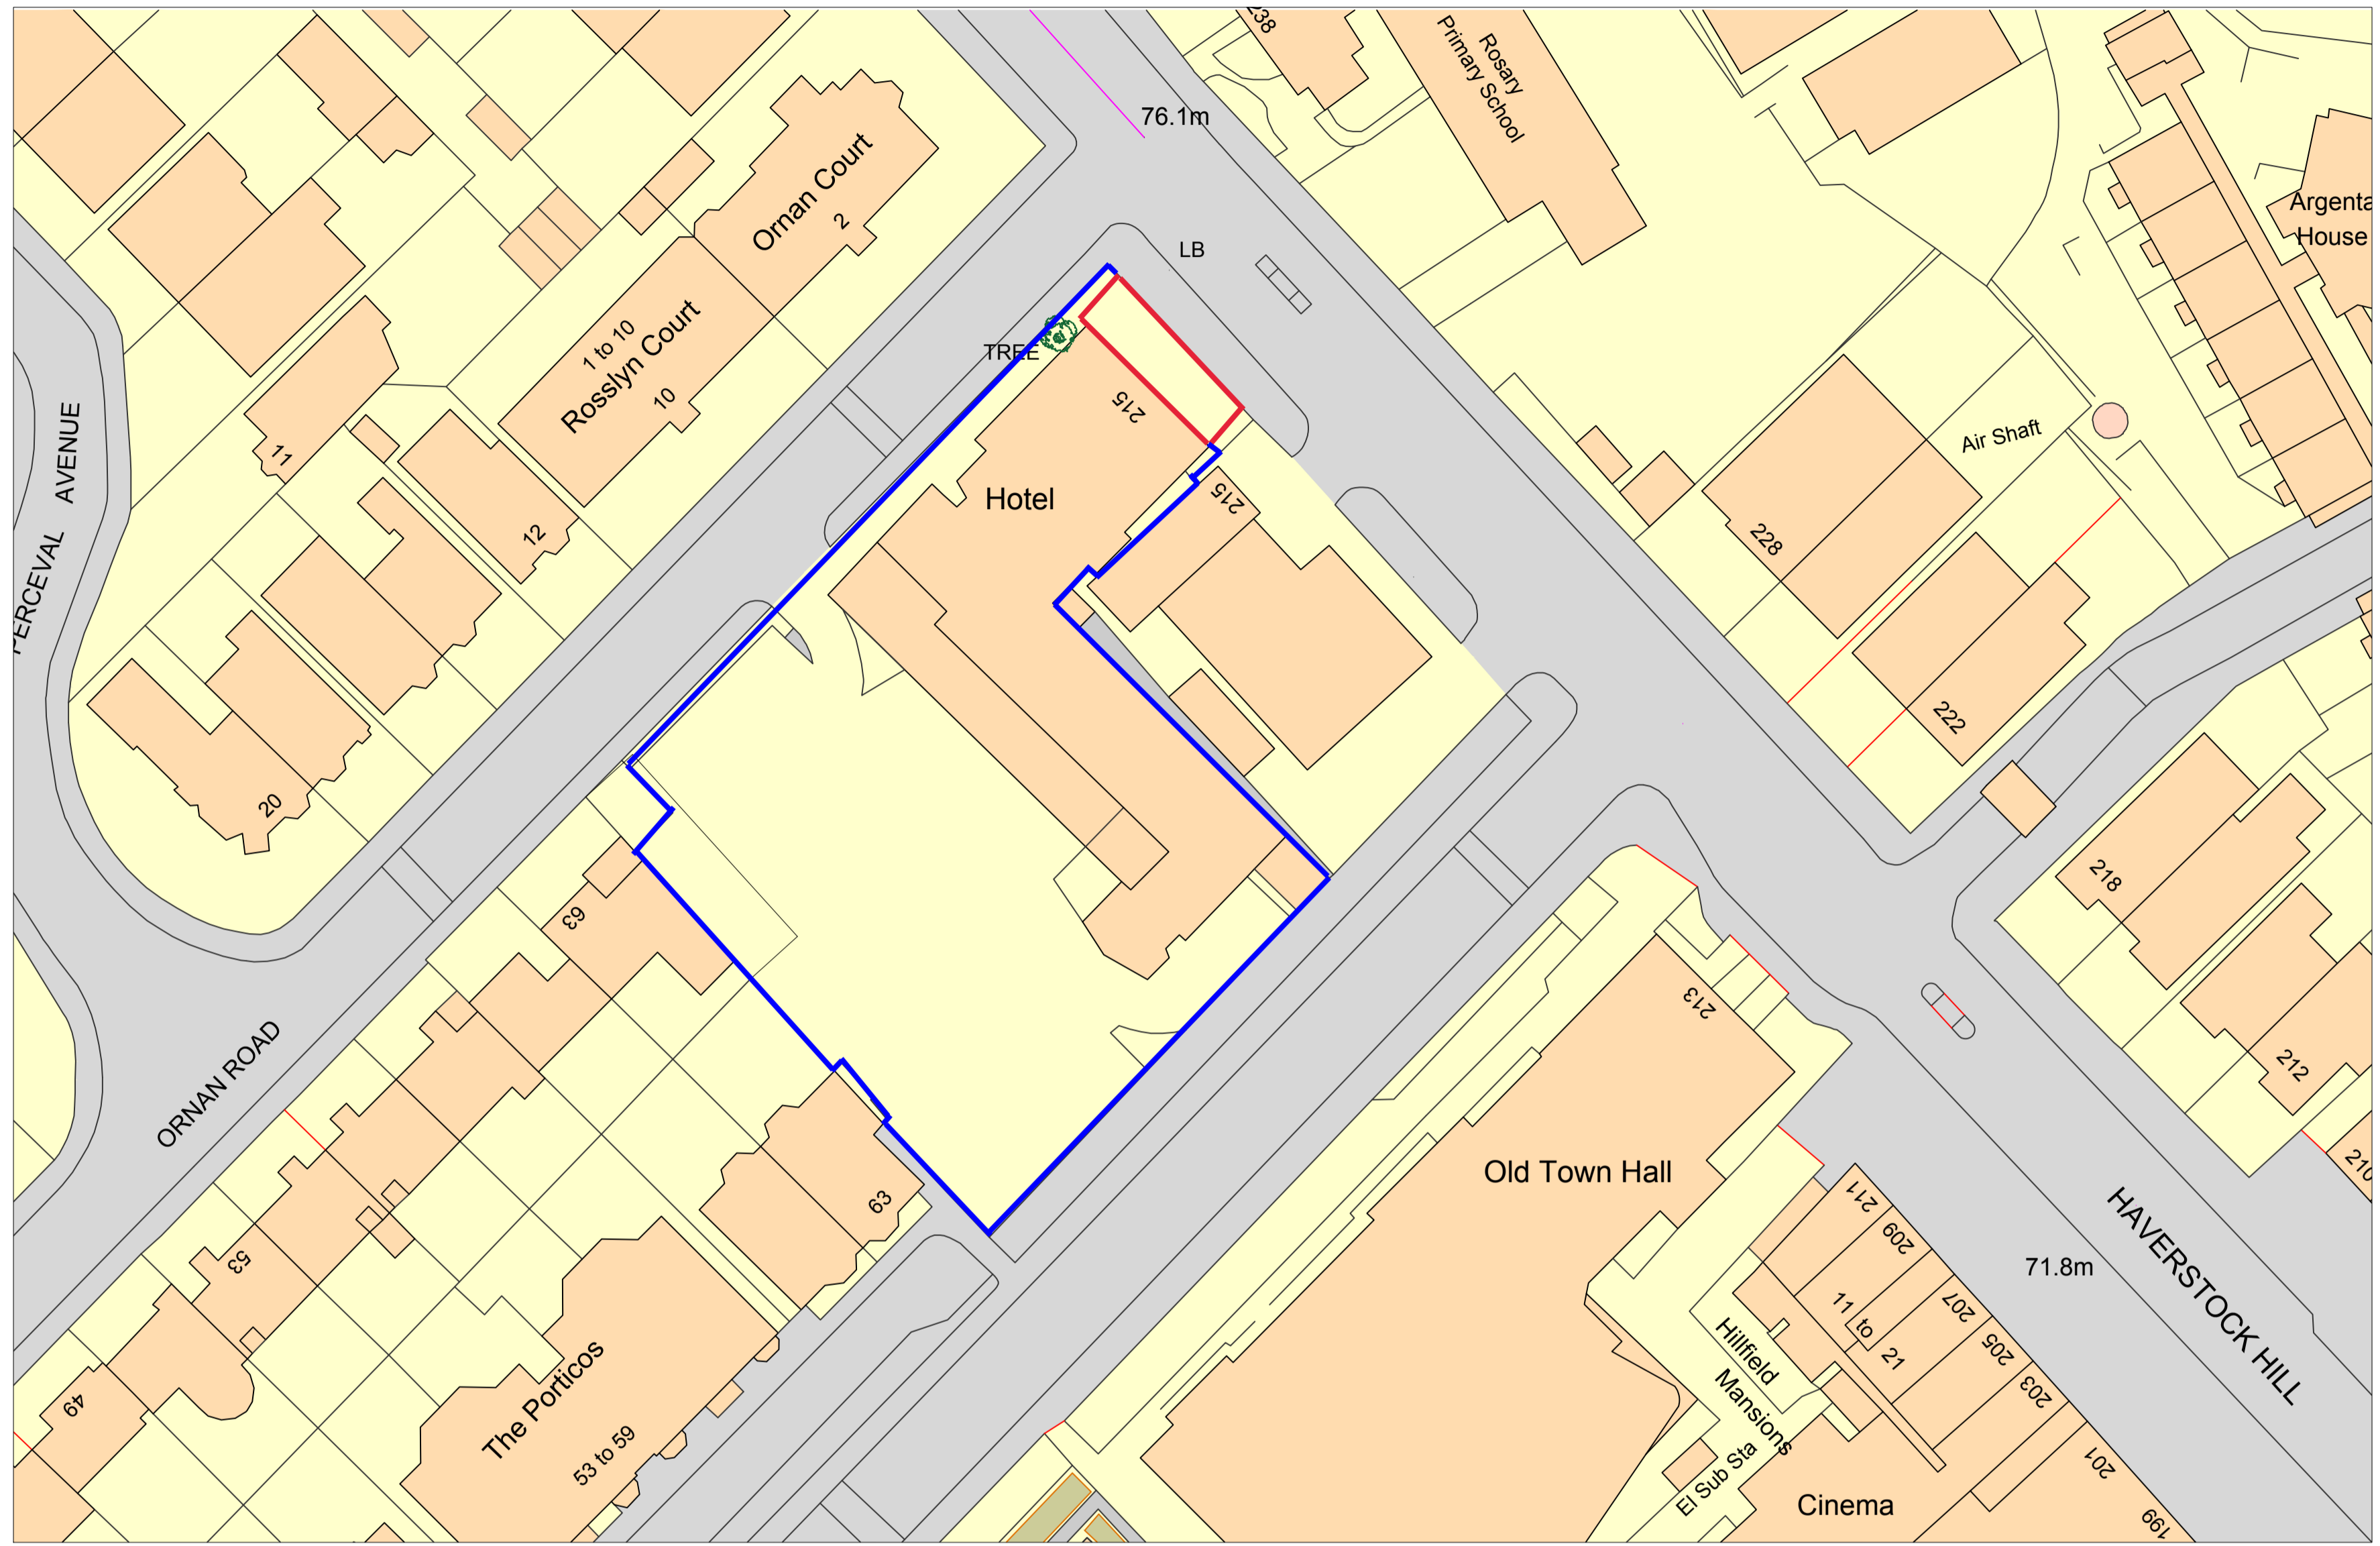 238
Rosary
Primary School
76.1m
Ornan Court
2
LB
Argenta
House
1 to 10
Rosslyn Court
10
TREE
215
PERCEVAL AVENUE
11
12
Hotel
215
Air Shaft
228
222
20
63
218
213
212
ORNAN ROAD
Old Town Hall
210
63
53
211
209
207
205
203
201
199
71.8m
HAVERSTOCK HILL
11
to
21
Hillfield
Mansions
El Sub Sta
Cinema
49
The Porticos
53 to 59